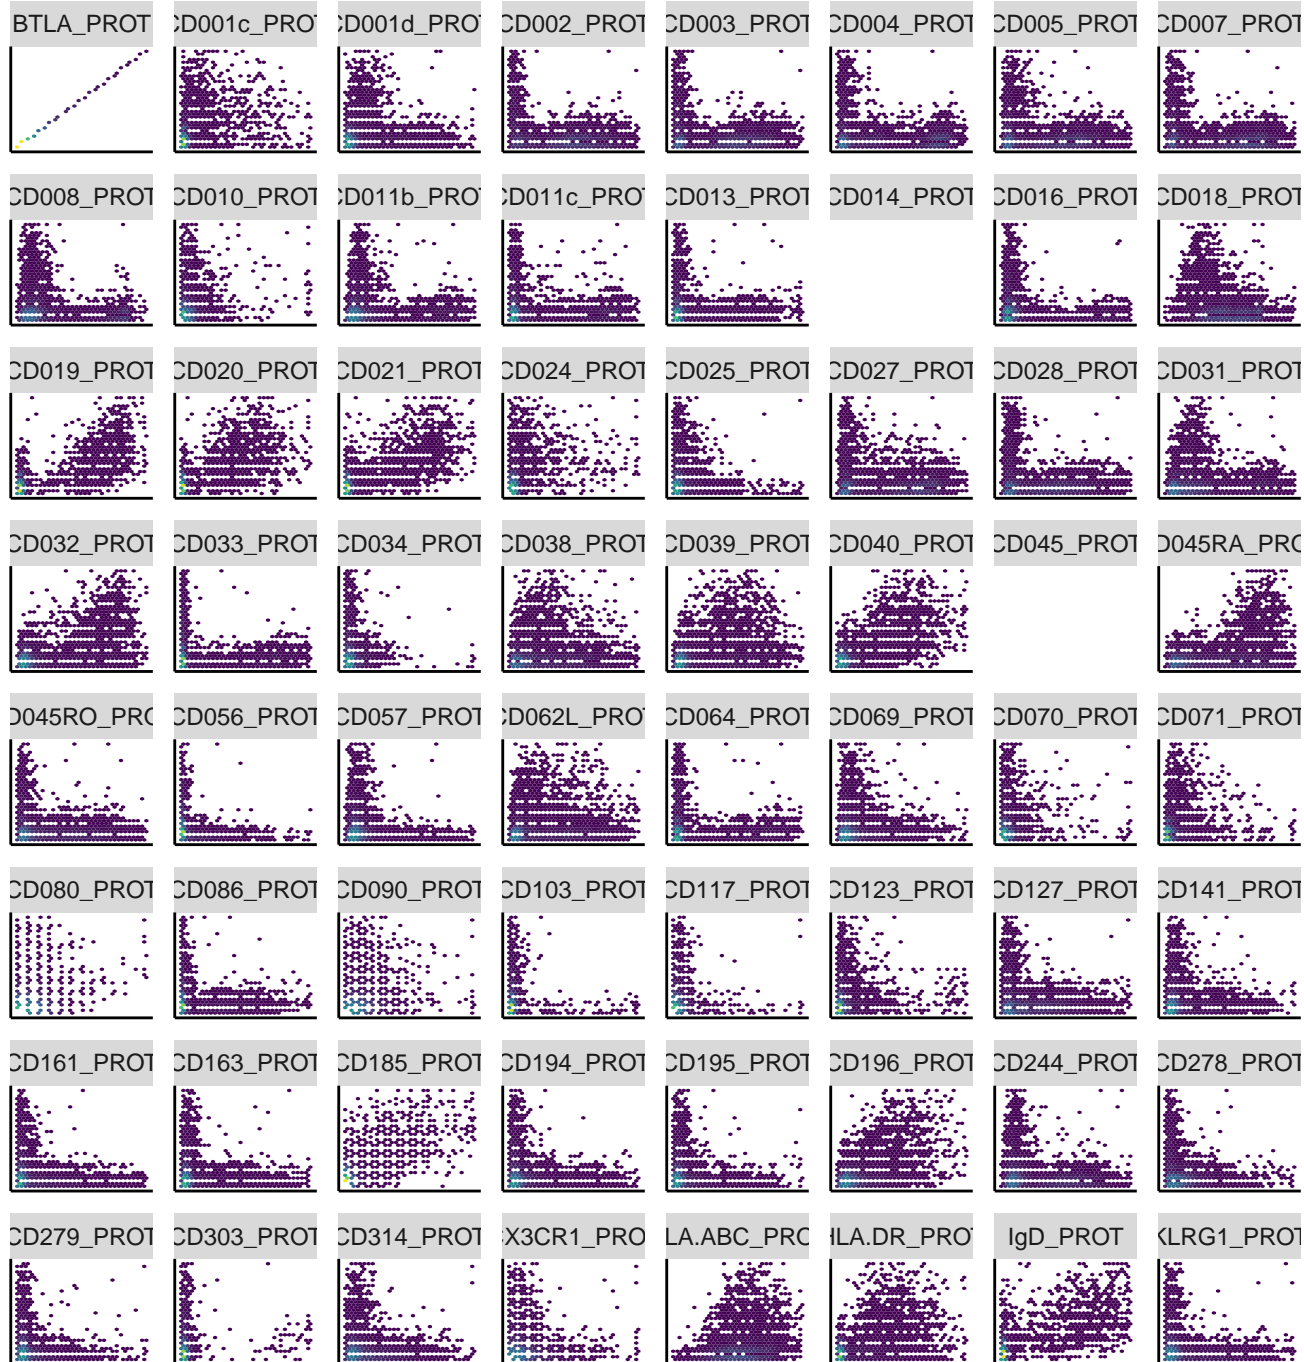 BTLA_PROT CD001c_PROT CD001d_PROT CD002_PROT CD003_PROT CD004_PROT CD005_PROT CD007_PROT
CD008_PROT CD010_PROT CD011b_PROT CD011c_PROT CD013_PROT CD014_PROT CD016_PROT CD018_PROT
CD019_PROT CD020_PROT CD021_PROT CD024_PROT CD025_PROT CD027_PROT CD028_PROT CD031_PROT
CD032_PROT CD033_PROT CD034_PROT CD038_PROT CD039_PROT CD040_PROT CD045_PROT D045RA_PRO
D045RO_PRO CD056_PROT CD057_PROT CD062L_PROT CD064_PROT CD069_PROT CD070_PROT CD071_PROT
CD080_PROT CD086_PROT CD090_PROT CD103_PROT CD117_PROT CD123_PROT CD127_PROT CD141_PROT
CD161_PROT CD163_PROT CD185_PROT CD194_PROT CD195_PROT CD196_PROT CD244_PROT CD278_PROT
CD279_PROT CD303_PROT CD314_PROT X3CR1_PRO LA.ABC_PRO HLA.DR_PROT IgD_PROT KLRG1_PROT